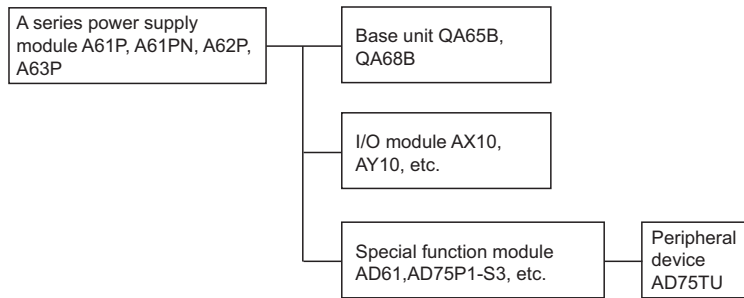 A series power supply
module A61P, A61PN, A62P,
A63P
Base unit QA65B,
QA68B
I/O module AX10,
AY10, etc.
Special function module
AD61,AD75P1-S3, etc.
Peripheral
device
AD75TU